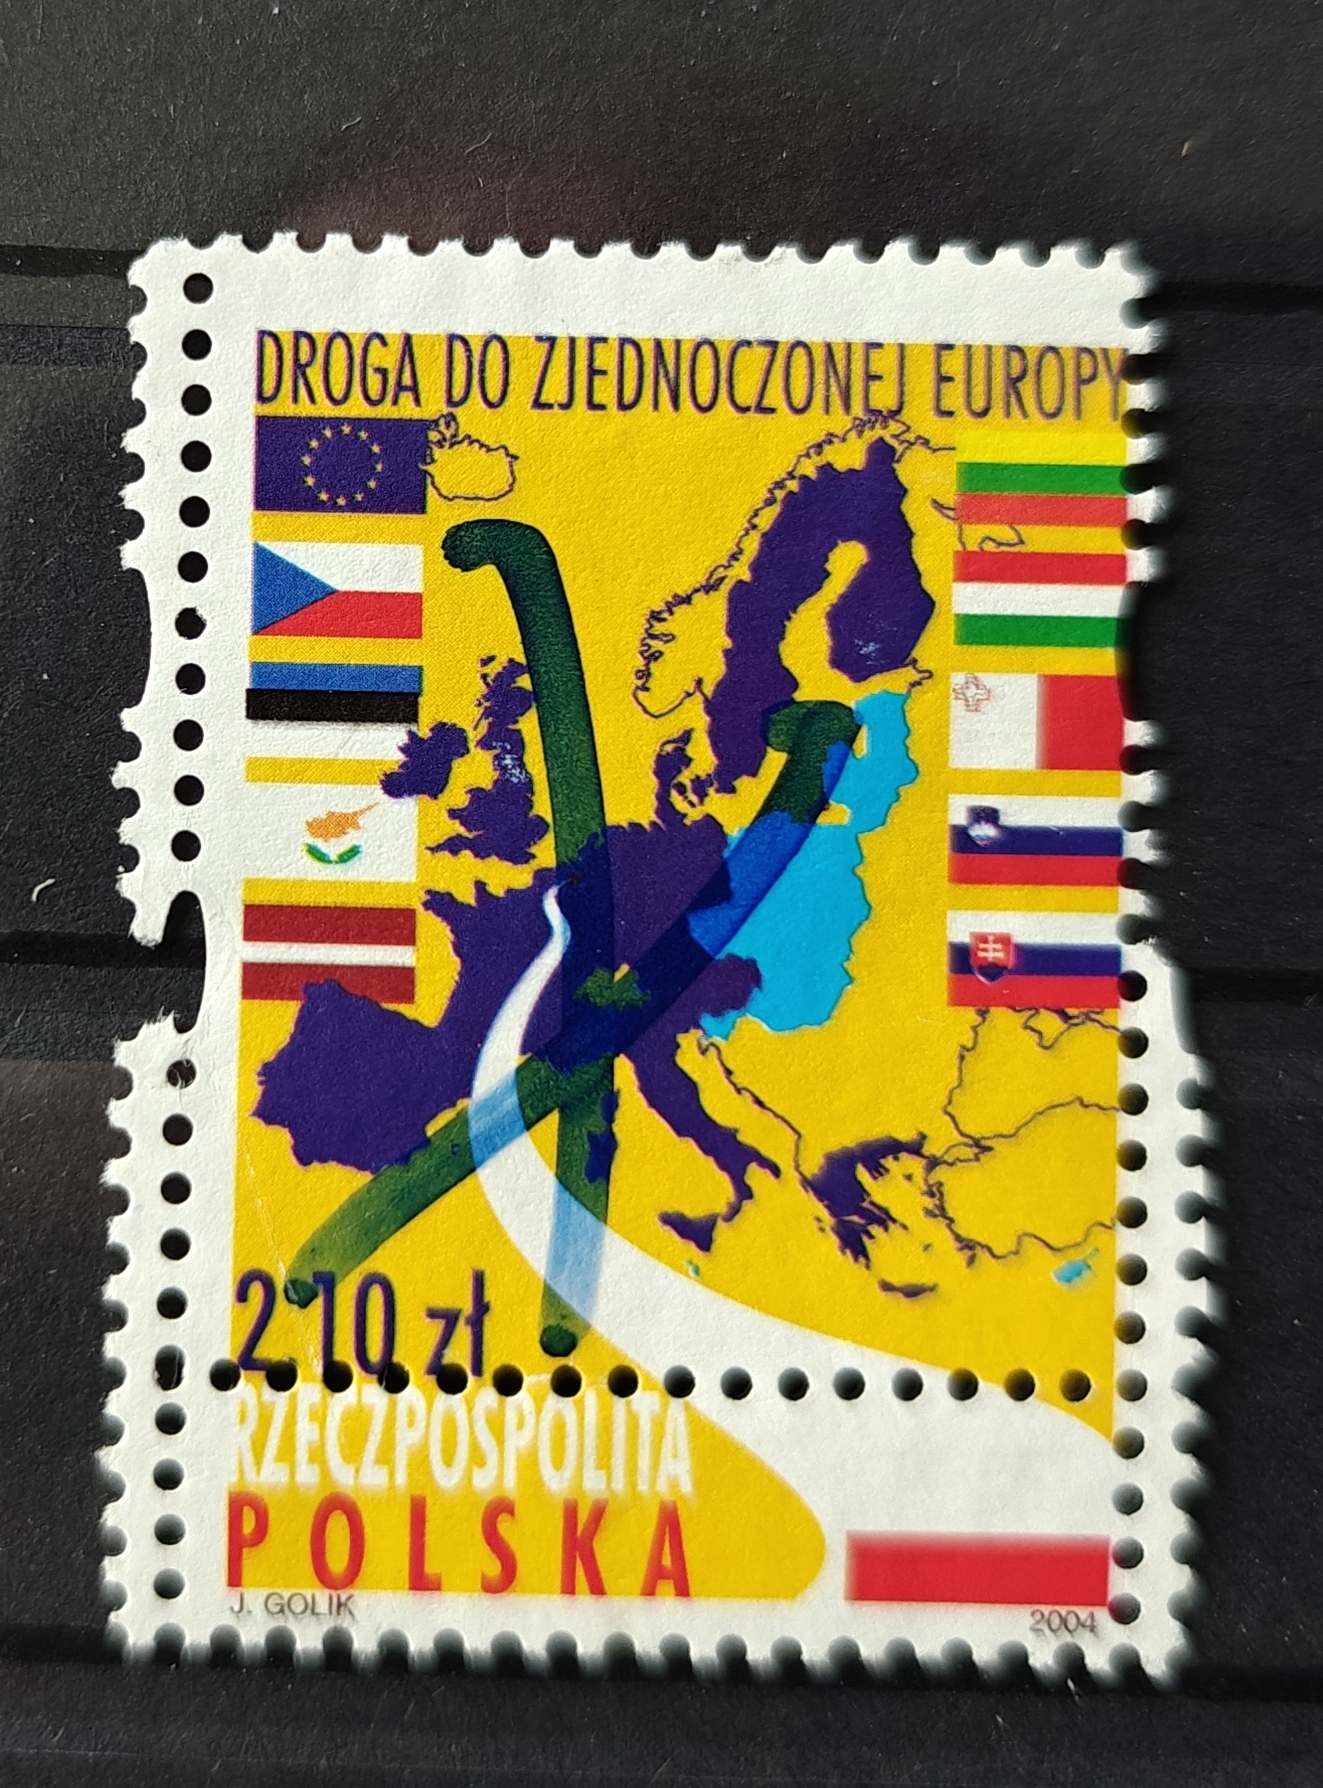 DROGA DO ZJEDNOCZONEJ EUROPY
2,10 zł
RZECZPOSPOLITA
POLSKA
J. GOLIK
2004